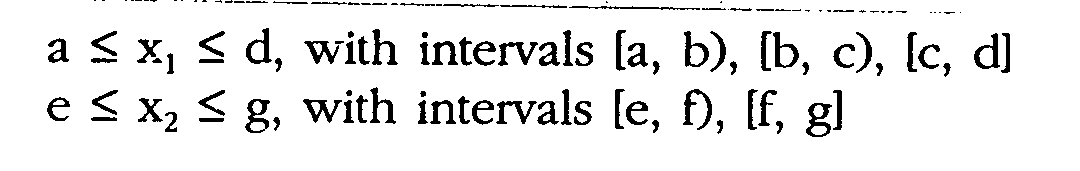 a ≤ x₁ ≤ d, with intervals [a, b), [b, c), [c, d]
e ≤ x₂ ≤ g, with intervals [e, f), [f, g]